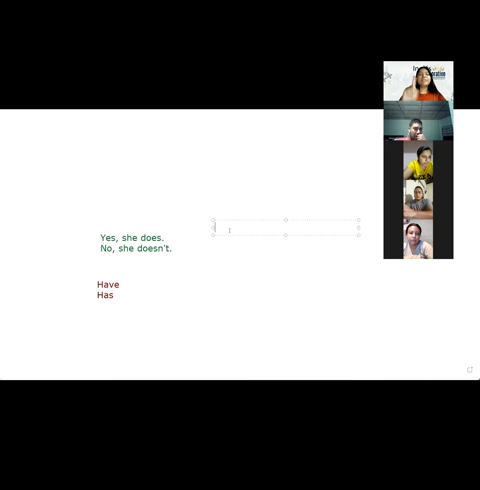 Yes, she does.
No, she doesn't.
Have
Has